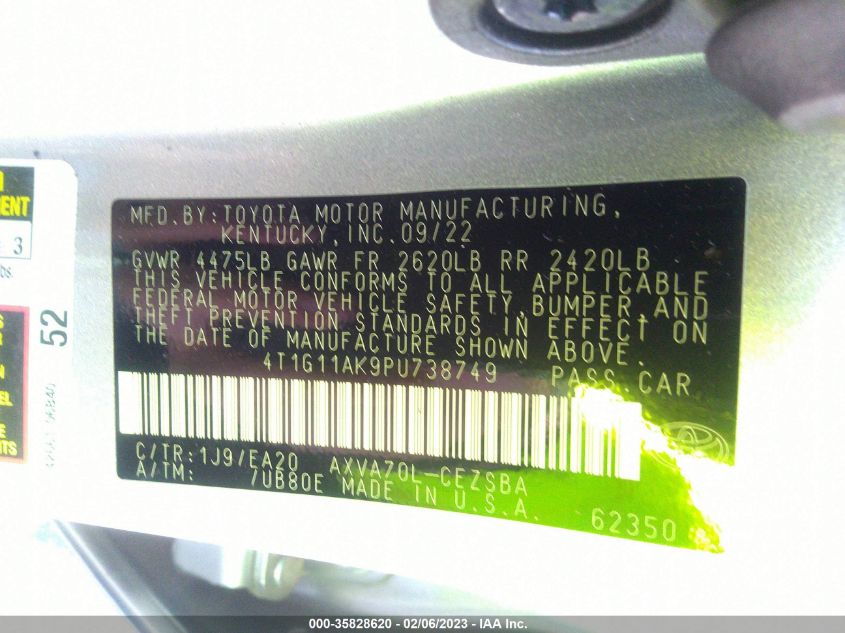 MFD.BY:TOYOTA MOTOR MANUFACTURING,
KENTUCKY,INC.09/22
GVWR 4475LB GAWR FR 2620LB RR 2420LB
THIS VEHICLE CONFORMS TO ALL APPLICABLE
FEDERAL MOTOR VEHICLE SAFETY,BUMPER,AND
THEFT PREVENTION STANDARDS IN EFFECT ON
THE DATE OF MANUFACTURE SHOWN ABOVE.
4T1G11AK9PU738749 PASS.CAR
C/TR:1J9/EA20 AXVA70L-CEZSBA
A/TM: 7UB80E MADE IN U.S.A.
62350
3
52
000-35828620 - 02/06/2023 - IAA Inc.